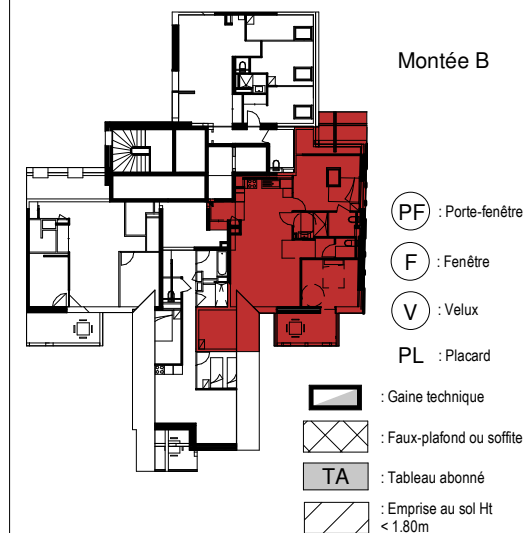 Montée B
PF : Porte-fenêtre
F : Fenêtre
V : Velux
PL : Placard
: Gaine technique
: Faux-plafond ou soffite
TA : Tableau abonné
: Emprise au sol Ht
< 1.80m